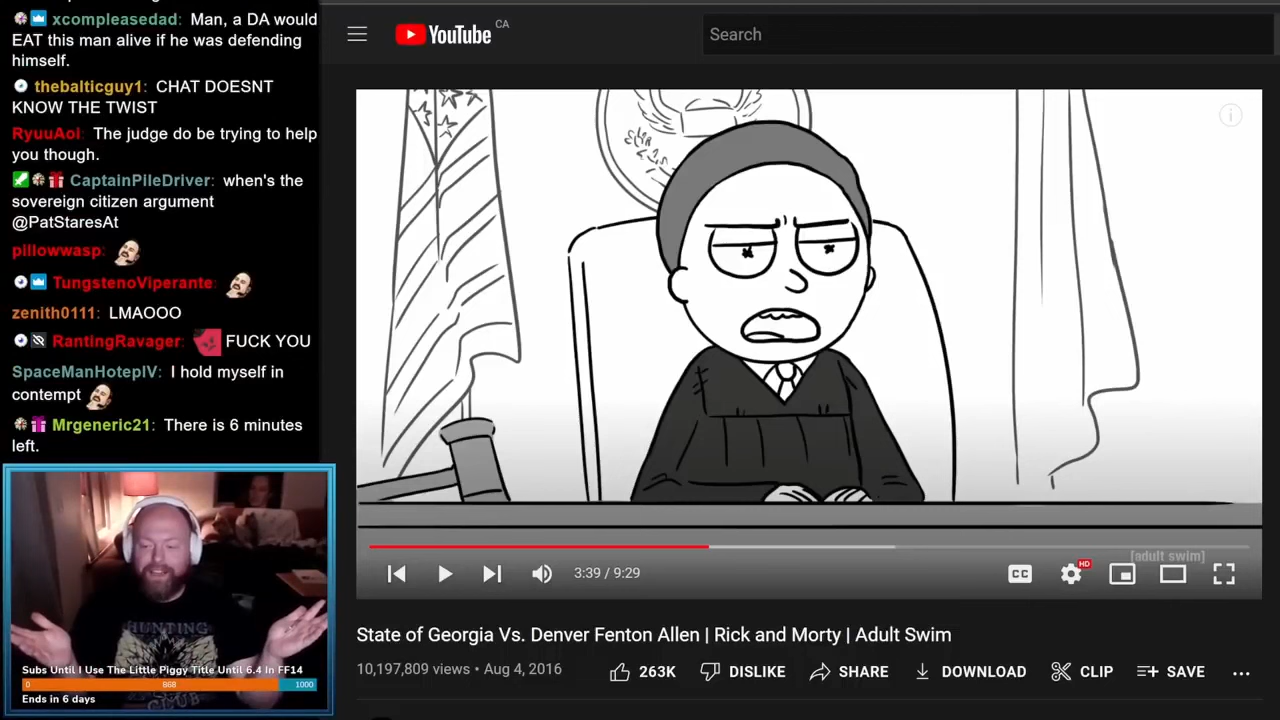 xcompleasedad: Man, a DA would
EAT this man alive if he was defending
himself.
thebalticguy1: CHAT DOESNT
KNOW THE TWIST
RyuuAoi: The judge do be trying to help
you though.
CaptainPileDriver: when's the
sovereign citizen argument
@PatStaresAt
pillowwasp:
TungstenoViperante:
zenith0111: LMAOOO
RantingRavager: FUCK YOU
SpaceManHotepIV: I hold myself in
contempt
Mrgeneric21: There is 6 minutes
left.
HUNTING
CLUB
Subs Until I Use The Little Piggy Title Until 6.4 In FF14
0 868 1000
Ends in 6 days
YouTube CA
Search
[adult swim]
3:39 / 9:29
CC
HD
State of Georgia Vs. Denver Fenton Allen | Rick and Morty | Adult Swim
10,197,809 views • Aug 4, 2016
263K DISLIKE SHARE DOWNLOAD CLIP SAVE